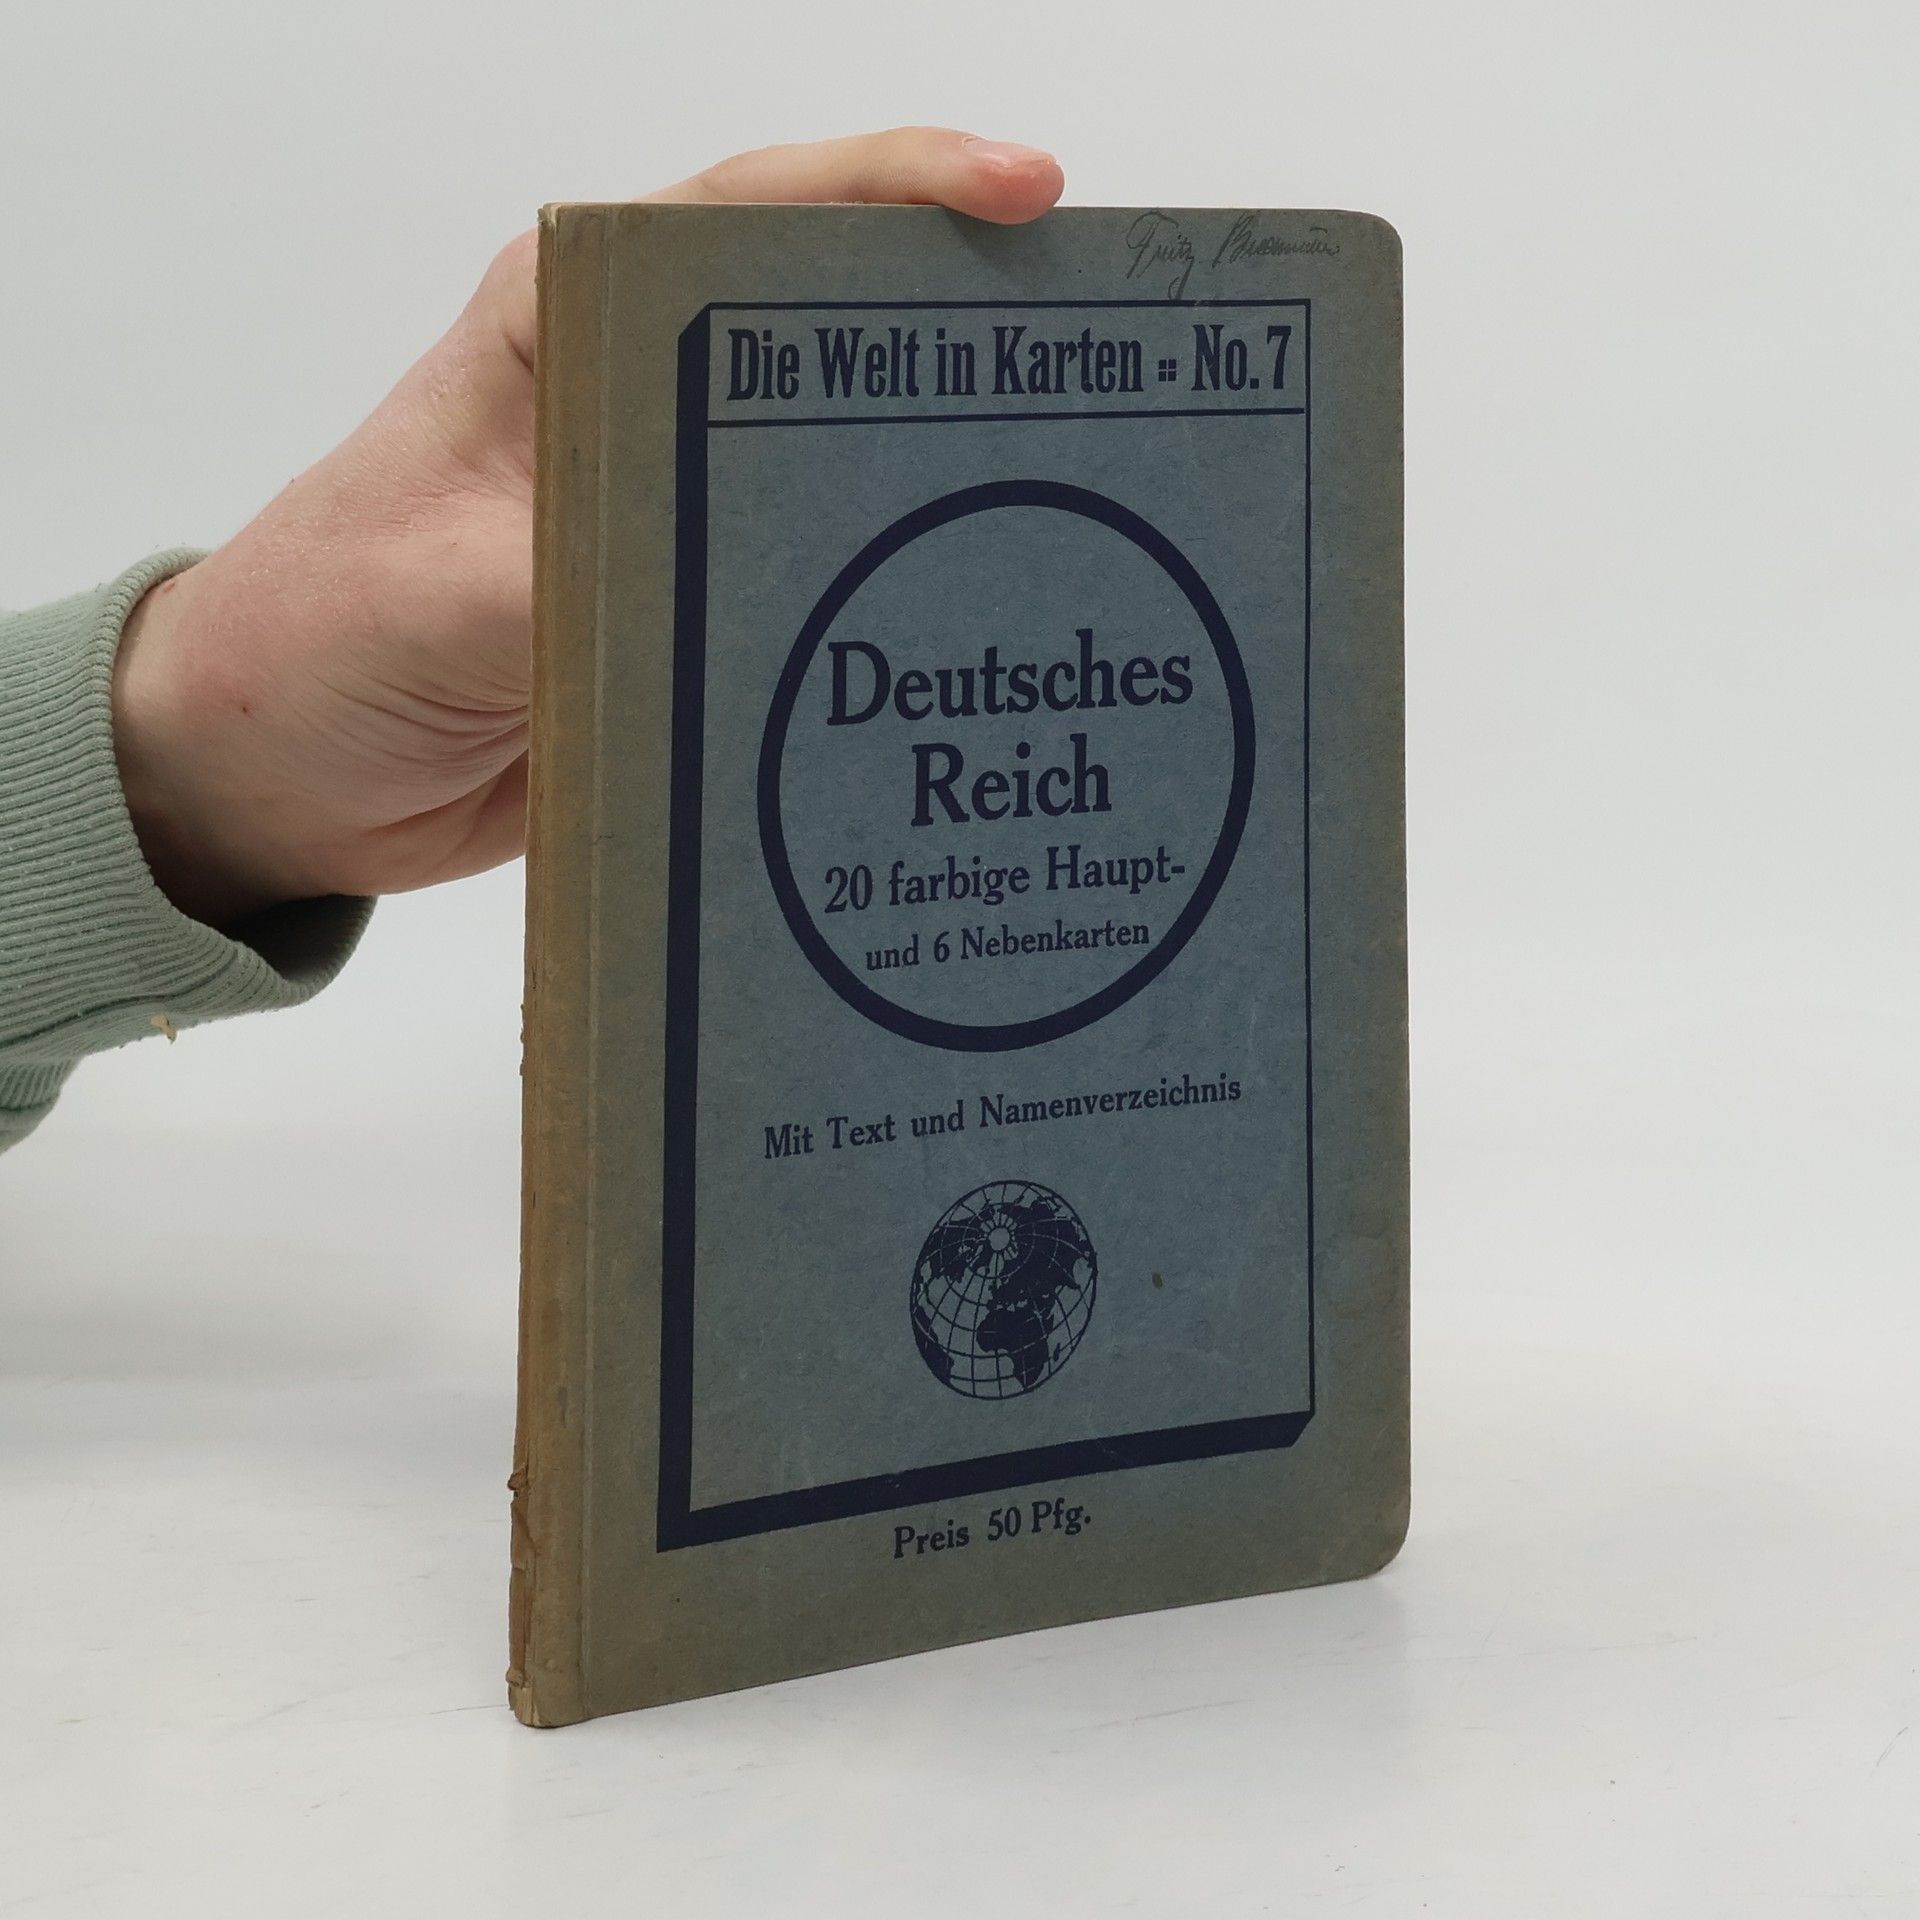 Fritz
Die Welt in Karten :: No. 7
Deutsches
Reich
20 farbige Haupt-
und 6 Nebenkarten
Mit Text und Namenverzeichnis
Preis 50 Pfg.